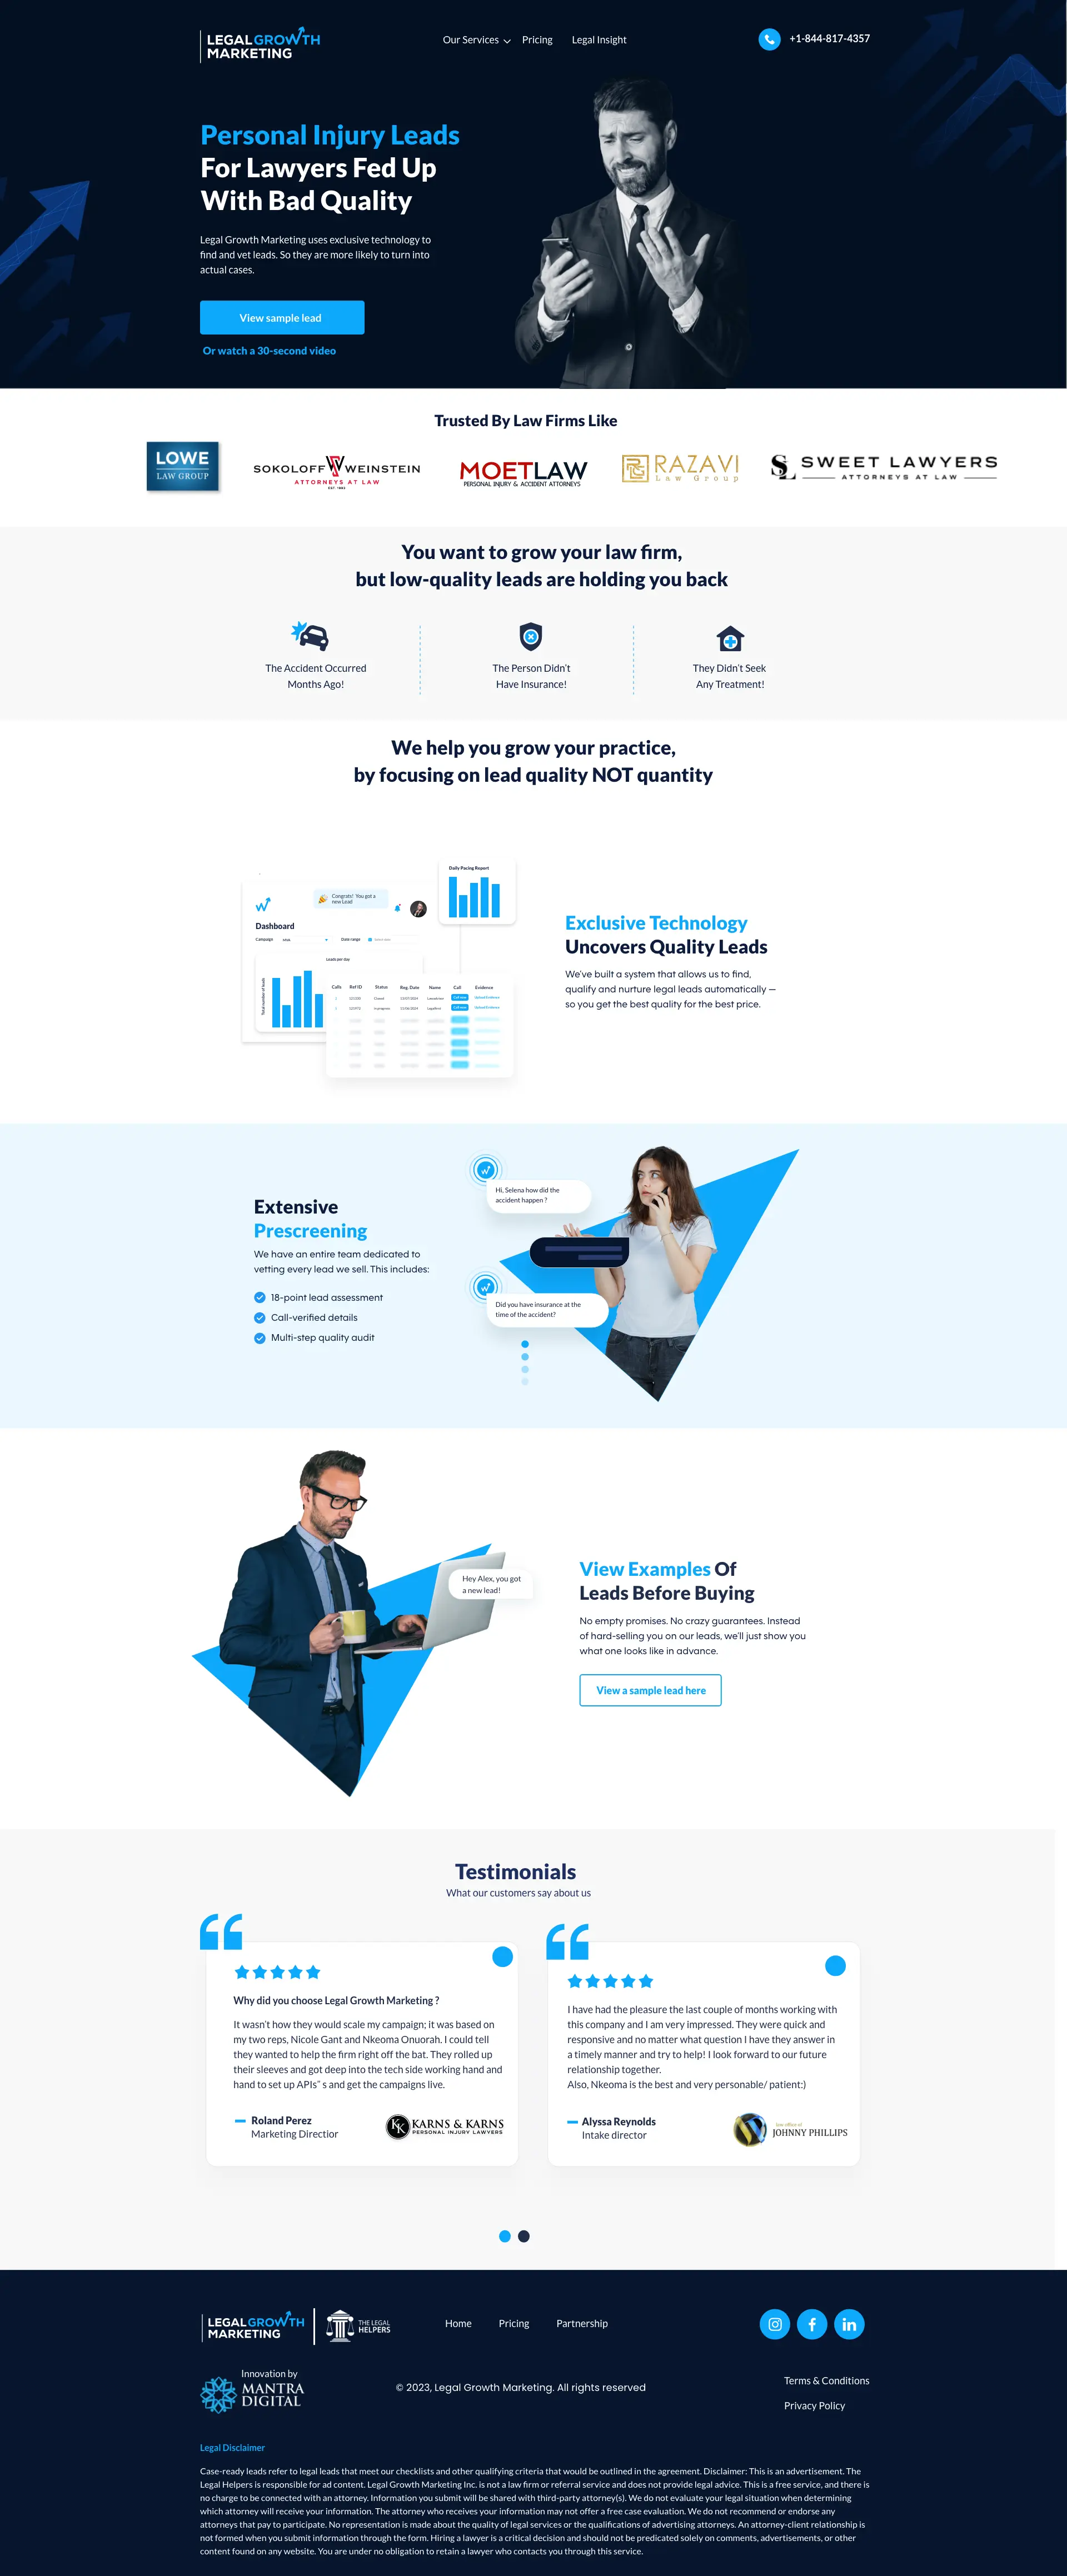 LEGALGROWTH
MARKETING
Our Services
Pricing
Legal Insight
+1-844-817-4357
Personal Injury Leads
For Lawyers Fed Up
With Bad Quality
Legal Growth Marketing uses exclusive technology to
find and vet leads. So they are more likely to turn into
actual cases.
View sample lead
Or watch a 30-second video
Trusted By Law Firms Like
LOWE
LAW GROUP
SOKOLOFF WEINSTEIN
ATTORNEYS AT LAW
MOETLAW
PERSONAL INJURY & ACCIDENT ATTORNEYS
RAZAVI
Law Group
SL SWEET LAWYERS
ATTORNEYS AT LAW
You want to grow your law firm,
but low-quality leads are holding you back
The Accident Occurred
Months Ago!
The Person Didn't
Have Insurance!
They Didn't Seek
Any Treatment!
We help you grow your practice,
by focusing on lead quality NOT quantity
Daily Pacing Report
Congrats! You got a
new Lead
Dashboard
Campaign
Date range
Leads per day
Total number of leads
Calls Ref ID Status Reg. Date Name Call Evidence
Exclusive Technology
Uncovers Quality Leads
We've built a system that allows us to find,
qualify and nurture legal leads automatically —
so you get the best quality for the best price.
Extensive
Prescreening
We have an entire team dedicated to
vetting every lead we sell. This includes:
18-point lead assessment
Call-verified details
Multi-step quality audit
Hi, Selena how did the
accident happen ?
Did you have insurance at the
time of the accident?
Hey Alex, you got
a new lead!
View Examples Of
Leads Before Buying
No empty promises. No crazy guarantees. Instead
of hard-selling you on our leads, we'll just show you
what one looks like in advance.
View a sample lead here
Testimonials
What our customers say about us
Why did you choose Legal Growth Marketing ?
It wasn't how they would scale my campaign; it was based on
my two reps, Nicole Gant and Nkeoma Onuorah. I could tell
they wanted to help the firm right off the bat. They rolled up
their sleeves and got deep into the tech side working hand and
hand to set up APIs" s and get the campaigns live.
Roland Perez
Marketing Directior
KK KARNS & KARNS
PERSONAL INJURY LAWYERS
I have had the pleasure the last couple of months working with
this company and I am very impressed. They were quick and
responsive and no matter what question I have they answer in
a timely manner and try to help! I look forward to our future
relationship together.
Also, Nkeoma is the best and very personable/ patient:)
Alyssa Reynolds
Intake director
law office of
JOHNNY PHILLIPS
LEGALGROWTH
MARKETING
THE LEGAL
HELPERS
Home
Pricing
Partnership
Innovation by
MANTRA
DIGITAL
© 2023, Legal Growth Marketing. All rights reserved
Terms & Conditions
Privacy Policy
Legal Disclaimer
Case-ready leads refer to legal leads that meet our checklists and other qualifying criteria that would be outlined in the agreement. Disclaimer: This is an advertisement. The
Legal Helpers is responsible for ad content. Legal Growth Marketing Inc. is not a law firm or referral service and does not provide legal advice. This is a free service, and there is
no charge to be connected with an attorney. Information you submit will be shared with third-party attorney(s). We do not evaluate your legal situation when determining
which attorney will receive your information. The attorney who receives your information may not offer a free case evaluation. We do not recommend or endorse any
attorneys that pay to participate. No representation is made about the quality of legal services or the qualifications of advertising attorneys. An attorney-client relationship is
not formed when you submit information through the form. Hiring a lawyer is a critical decision and should not be predicated solely on comments, advertisements, or other
content found on any website. You are under no obligation to retain a lawyer who contacts you through this service.